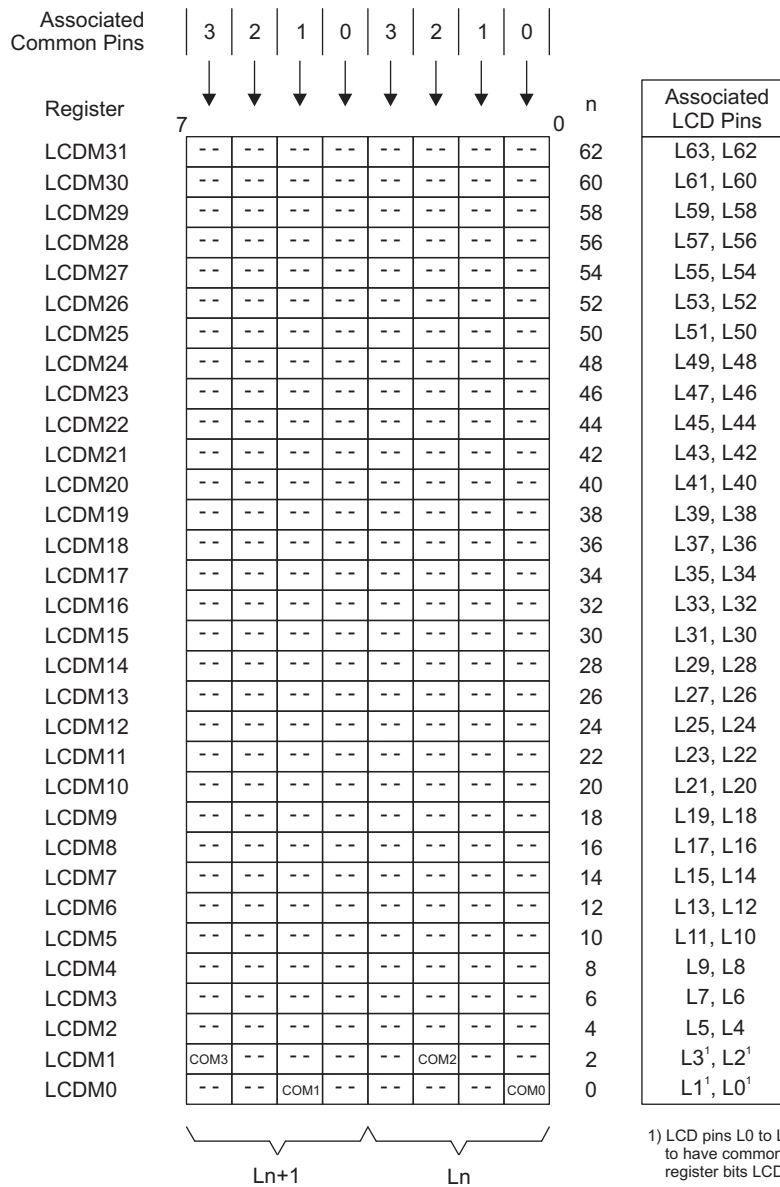 Associated
Common Pins 3 2 1 0 3 2 1 0
Register 7 0 n Associated
LCD Pins
LCDM31 -- -- -- -- -- -- -- -- 62 L63, L62
LCDM30 -- -- -- -- -- -- -- -- 60 L61, L60
LCDM29 -- -- -- -- -- -- -- -- 58 L59, L58
LCDM28 -- -- -- -- -- -- -- -- 56 L57, L56
LCDM27 -- -- -- -- -- -- -- -- 54 L55, L54
LCDM26 -- -- -- -- -- -- -- -- 52 L53, L52
LCDM25 -- -- -- -- -- -- -- -- 50 L51, L50
LCDM24 -- -- -- -- -- -- -- -- 48 L49, L48
LCDM23 -- -- -- -- -- -- -- -- 46 L47, L46
LCDM22 -- -- -- -- -- -- -- -- 44 L45, L44
LCDM21 -- -- -- -- -- -- -- -- 42 L43, L42
LCDM20 -- -- -- -- -- -- -- -- 40 L41, L40
LCDM19 -- -- -- -- -- -- -- -- 38 L39, L38
LCDM18 -- -- -- -- -- -- -- -- 36 L37, L36
LCDM17 -- -- -- -- -- -- -- -- 34 L35, L34
LCDM16 -- -- -- -- -- -- -- -- 32 L33, L32
LCDM15 -- -- -- -- -- -- -- -- 30 L31, L30
LCDM14 -- -- -- -- -- -- -- -- 28 L29, L28
LCDM13 -- -- -- -- -- -- -- -- 26 L27, L26
LCDM12 -- -- -- -- -- -- -- -- 24 L25, L24
LCDM11 -- -- -- -- -- -- -- -- 22 L23, L22
LCDM10 -- -- -- -- -- -- -- -- 20 L21, L20
LCDM9 -- -- -- -- -- -- -- -- 18 L19, L18
LCDM8 -- -- -- -- -- -- -- -- 16 L17, L16
LCDM7 -- -- -- -- -- -- -- -- 14 L15, L14
LCDM6 -- -- -- -- -- -- -- -- 12 L13, L12
LCDM5 -- -- -- -- -- -- -- -- 10 L11, L10
LCDM4 -- -- -- -- -- -- -- -- 8 L9, L8
LCDM3 -- -- -- -- -- -- -- -- 6 L7, L6
LCDM2 -- -- -- -- -- -- -- -- 4 L5, L4
LCDM1 COM3 -- -- -- -- COM2 -- -- 2 L3¹, L2¹
LCDM0 -- -- COM1 -- -- -- -- COM0 0 L1¹, L0¹
Ln+1 Ln
1) LCD pins L0 to L
to have common
register bits LCD